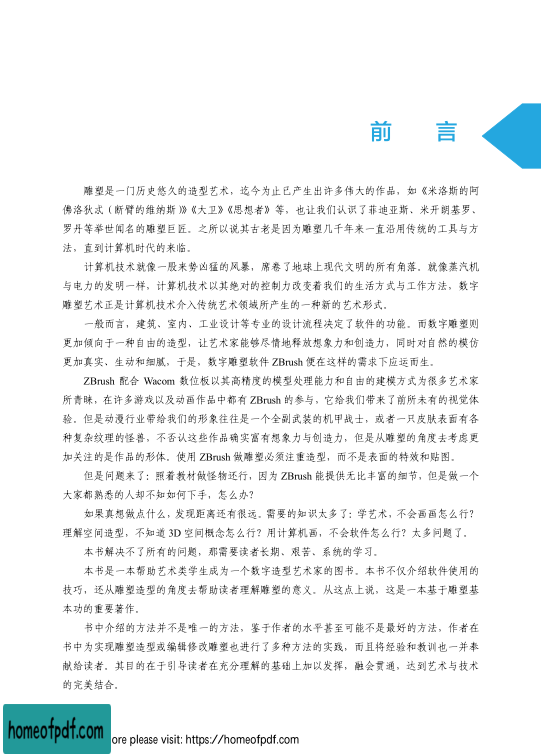 前 言
雕塑是一门历史悠久的造型艺术，迄今为止已产生出许多伟大的作品，如《米洛斯的阿
佛洛狄忒（断臂的维纳斯）》《大卫》《思想者》等，也让我们认识了菲迪亚斯、米开朗基罗、
罗丹等举世闻名的雕塑巨匠。之所以说其古老是因为雕塑几千年来一直沿用传统的工具与方
法，直到计算机时代的来临。
计算机技术就像一股来势凶猛的风暴，席卷了地球上现代文明的所有角落。就像蒸汽机
与电力的发明一样，计算机技术以其绝对的控制力改变着我们的生活方式与工作方法，数字
雕塑艺术正是计算机技术介入传统艺术领域所产生的一种新的艺术形式。
一般而言，建筑、室内、工业设计等专业的设计流程决定了软件的功能。而数字雕塑则
更加倾向于一种自由的造型，让艺术家能够尽情地释放想象力和创造力，同时对自然的模仿
更加真实、生动和细腻，于是，数字雕塑软件 ZBrush 便在这样的需求下应运而生。
ZBrush 配合 Wacom 数位板以其高精度的模型处理能力和自由的建模方式为很多艺术家
所青睐，在许多游戏以及动画作品中都有 ZBrush 的参与，它给我们带来了前所未有的视觉体
验。但是动漫行业带给我们的形象往往是一个全副武装的机甲战士，或者一只皮肤表面有各
种复杂纹理的怪兽，不否认这些作品确实富有想象力与创造力，但是从雕塑的角度去考虑更
加关注的是作品的形体。使用 ZBrush 做雕塑必须注重造型，而不是表面的特效和贴图。
但是问题来了：照着教材做怪物还行，因为 ZBrush 能提供无比丰富的细节，但是做一个
大家都熟悉的人却不知如何下手，怎么办？
如果真想做点什么，发现距离还有很远。需要的知识太多了：学艺术，不会画画怎么行？
理解空间造型，不知道 3D 空间概念怎么行？用计算机画，不会软件怎么行？太多问题了。
本书解决不了所有的问题，那需要读者长期、艰苦、系统的学习。
本书是一本帮助艺术类学生成为一个数字造型艺术家的图书。本书不仅介绍软件使用的
技巧，还从雕塑造型的角度去帮助读者理解雕塑的意义。从这点上说，这是一本基于雕塑基
本功的重要著作。
书中介绍的方法并不是唯一的方法，鉴于作者的水平甚至可能不是最好的方法，作者在
书中为实现雕塑造型或编辑修改雕塑也进行了多种方法的实践，而且将经验和教训也一并奉
献给读者。其目的在于引导读者在充分理解的基础上加以发挥，融会贯通，达到艺术与技术
的完美结合。
homeofpdf.com
ore please visit: https://homeofpdf.com